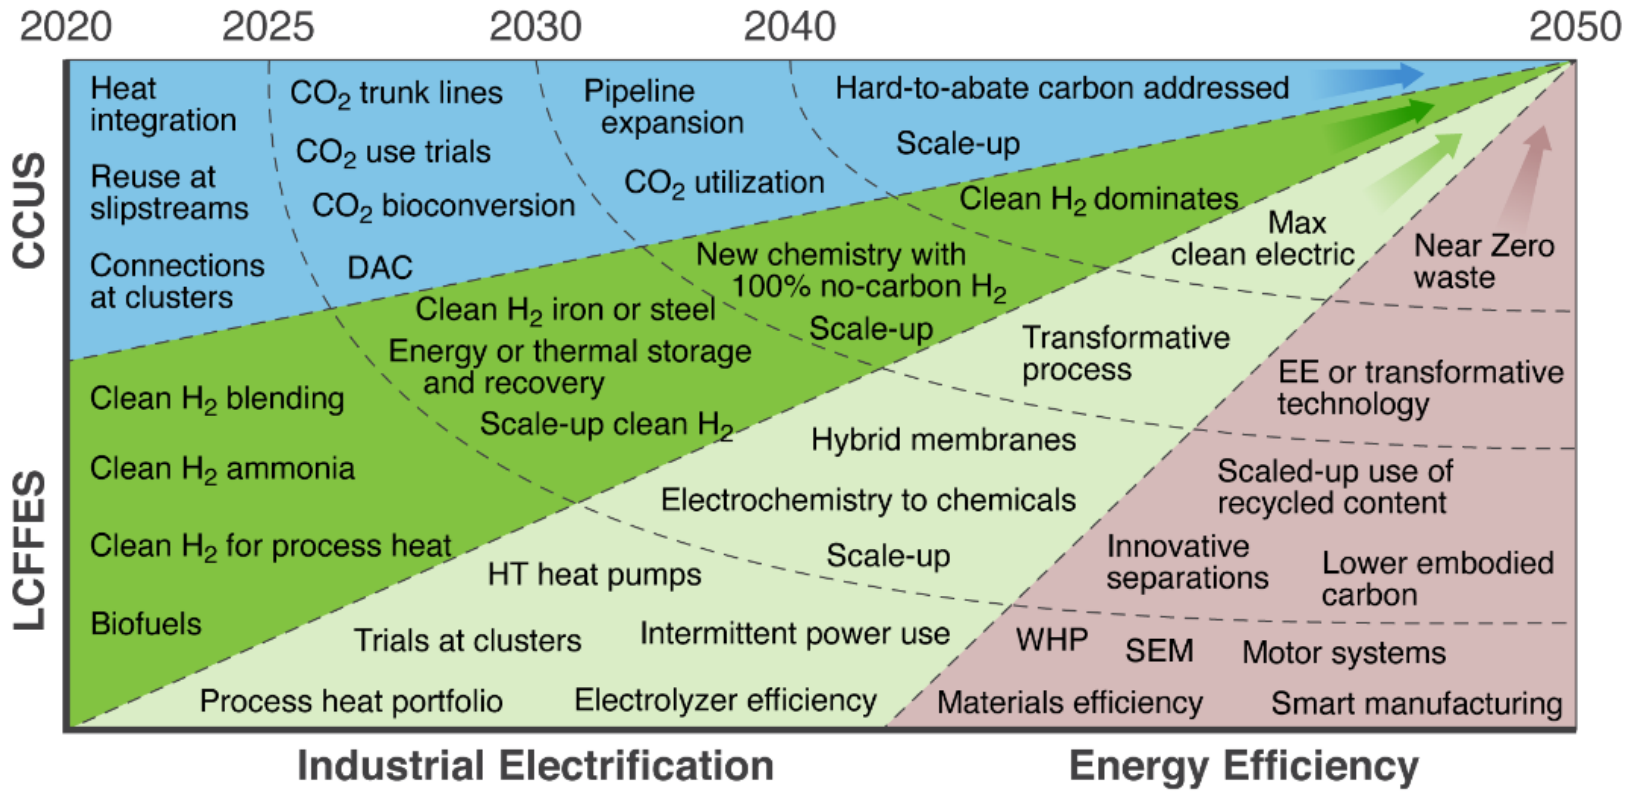 2020 2025 2030 2040 2050
CCUS
Heat
integration
Reuse at
slipstreams
Connections
at clusters
CO₂ trunk lines
CO₂ use trials
CO₂ bioconversion
DAC
Pipeline
expansion
CO₂ utilization
Hard-to-abate carbon addressed
Scale-up
LCFFES
Clean H₂ blending
Clean H₂ ammonia
Clean H₂ for process heat
Biofuels
Clean H₂ iron or steel
Energy or thermal storage
and recovery
Scale-up clean H₂
New chemistry with
100% no-carbon H₂
Scale-up
Clean H₂ dominates
HT heat pumps
Trials at clusters
Intermittent power use
Process heat portfolio
Electrolyzer efficiency
Hybrid membranes
Electrochemistry to chemicals
Scale-up
Transformative
process
Max
clean electric
Near Zero
waste
EE or transformative
technology
Scaled-up use of
recycled content
Innovative
separations
Lower embodied
carbon
WHP
SEM
Motor systems
Materials efficiency
Smart manufacturing
Industrial Electrification
Energy Efficiency